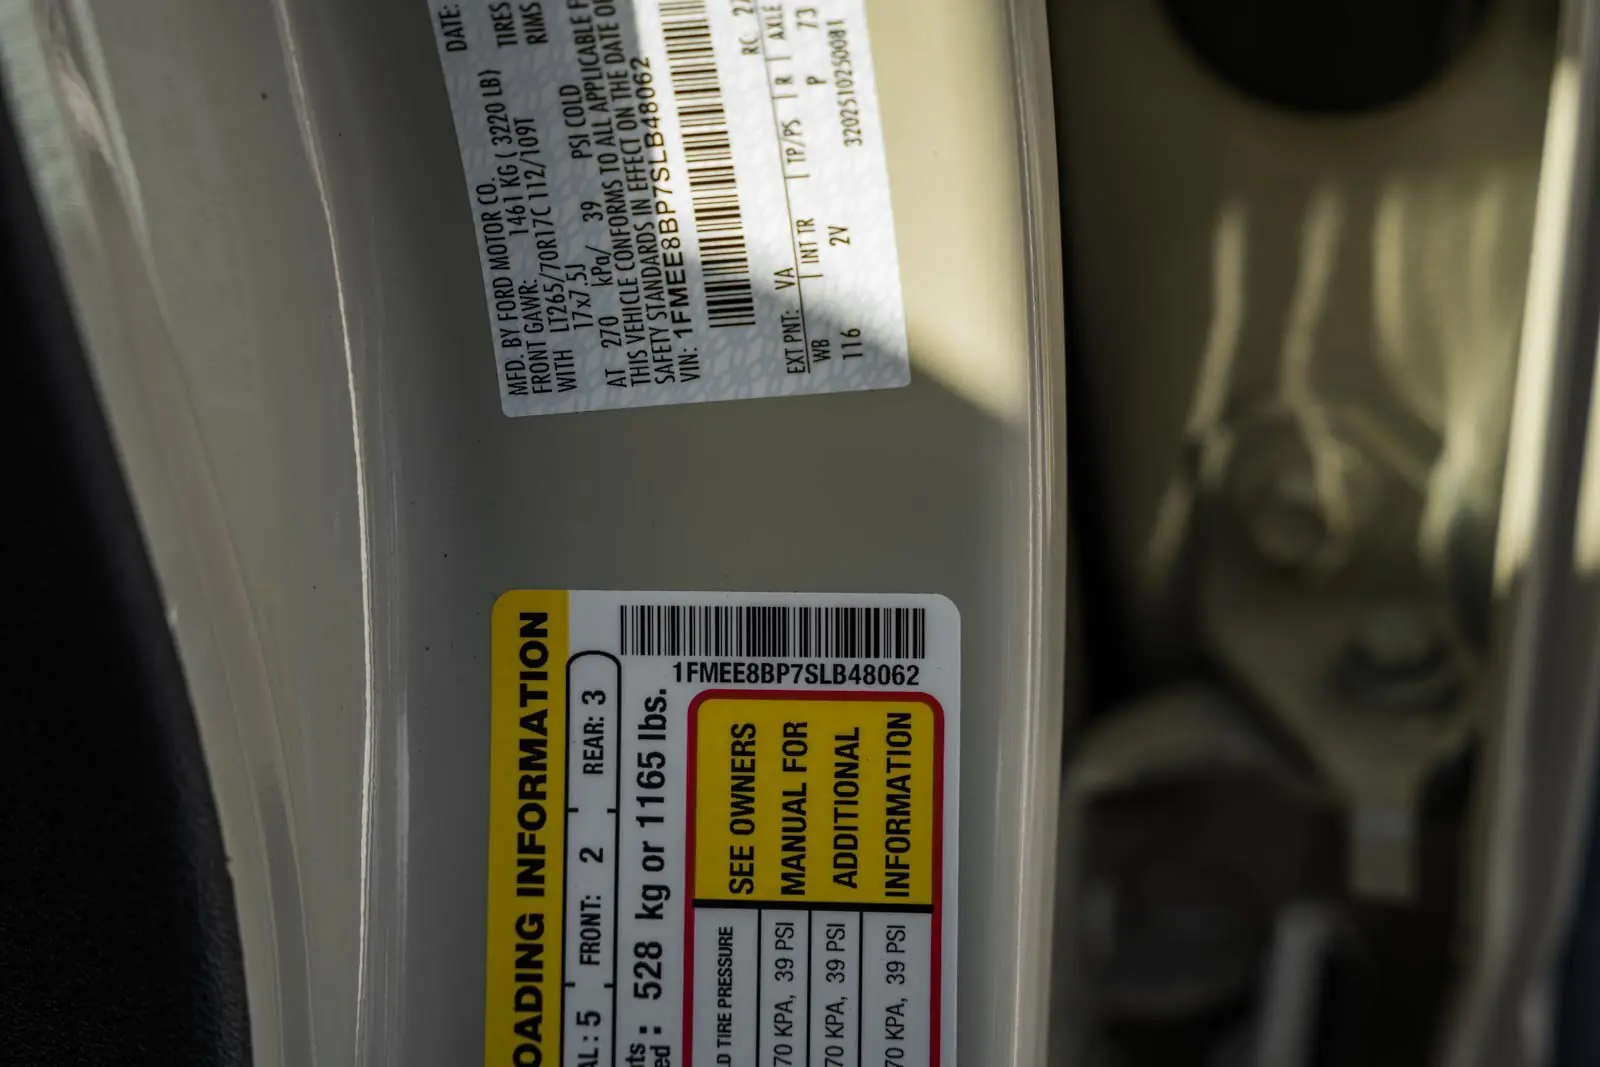 MFD. BY FORD MOTOR CO.
DATE:
FRONT GAWR: 1461 KG ( 3220 LB)
WITH LT265/70R17C 112/109T TIRES
17x7.5J RIMS
AT 270 kPa/ 39 PSI COLD
THIS VEHICLE CONFORMS TO ALL APPLICABLE
SAFETY STANDARDS IN EFFECT ON THE DATE
VIN: 1FMEE8BP7SLB48062
EXT PNT: VA RC
WB INT TR TP/PS R AXLE
116 2V P 73
320251025008
1FMEE8BP7SLB48062
OADING INFORMATION
AL : 5 FRONT: 2 REAR: 3
528 kg or 1165 lbs.
TIRE PRESSURE
70 KPA, 39 PSI
70 KPA, 39 PSI
70 KPA, 39 PSI
SEE OWNERS
MANUAL FOR
ADDITIONAL
INFORMATION